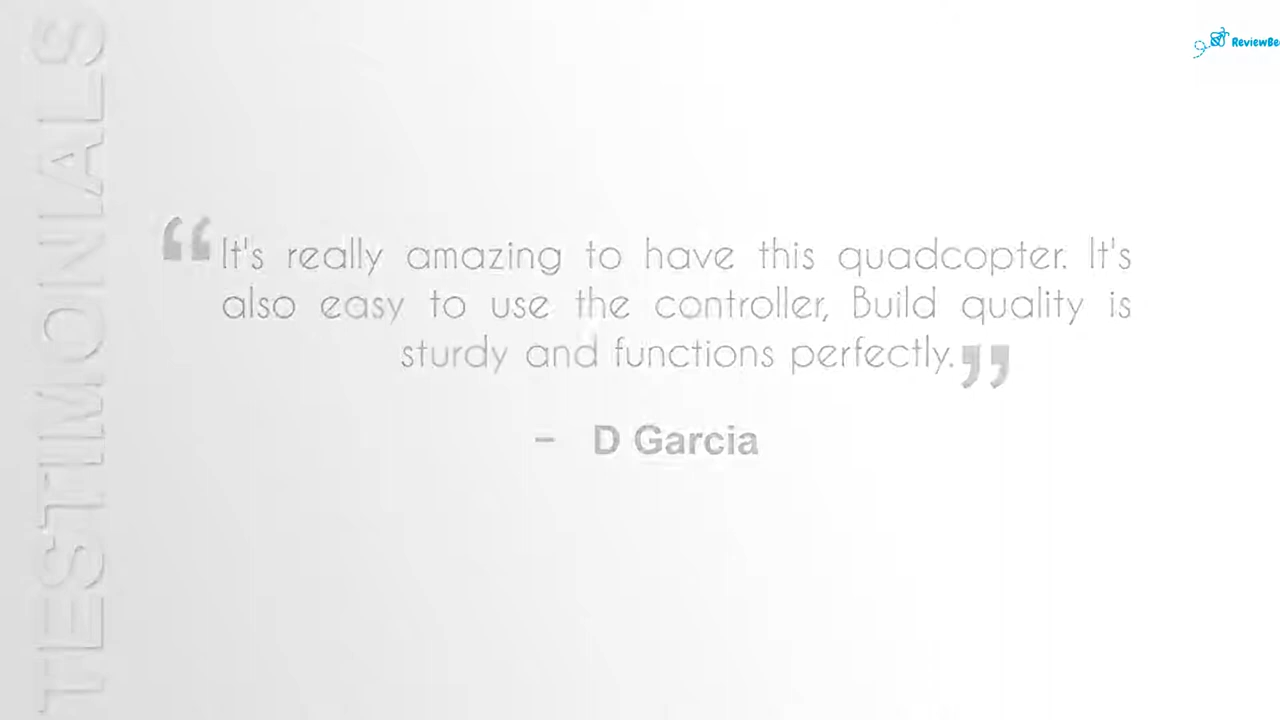 TESTIMONIALS
“It's really amazing to have this quadcopter. It's
also easy to use the controller, Build quality is
sturdy and functions perfectly.”
– D Garcia
ReviewBe